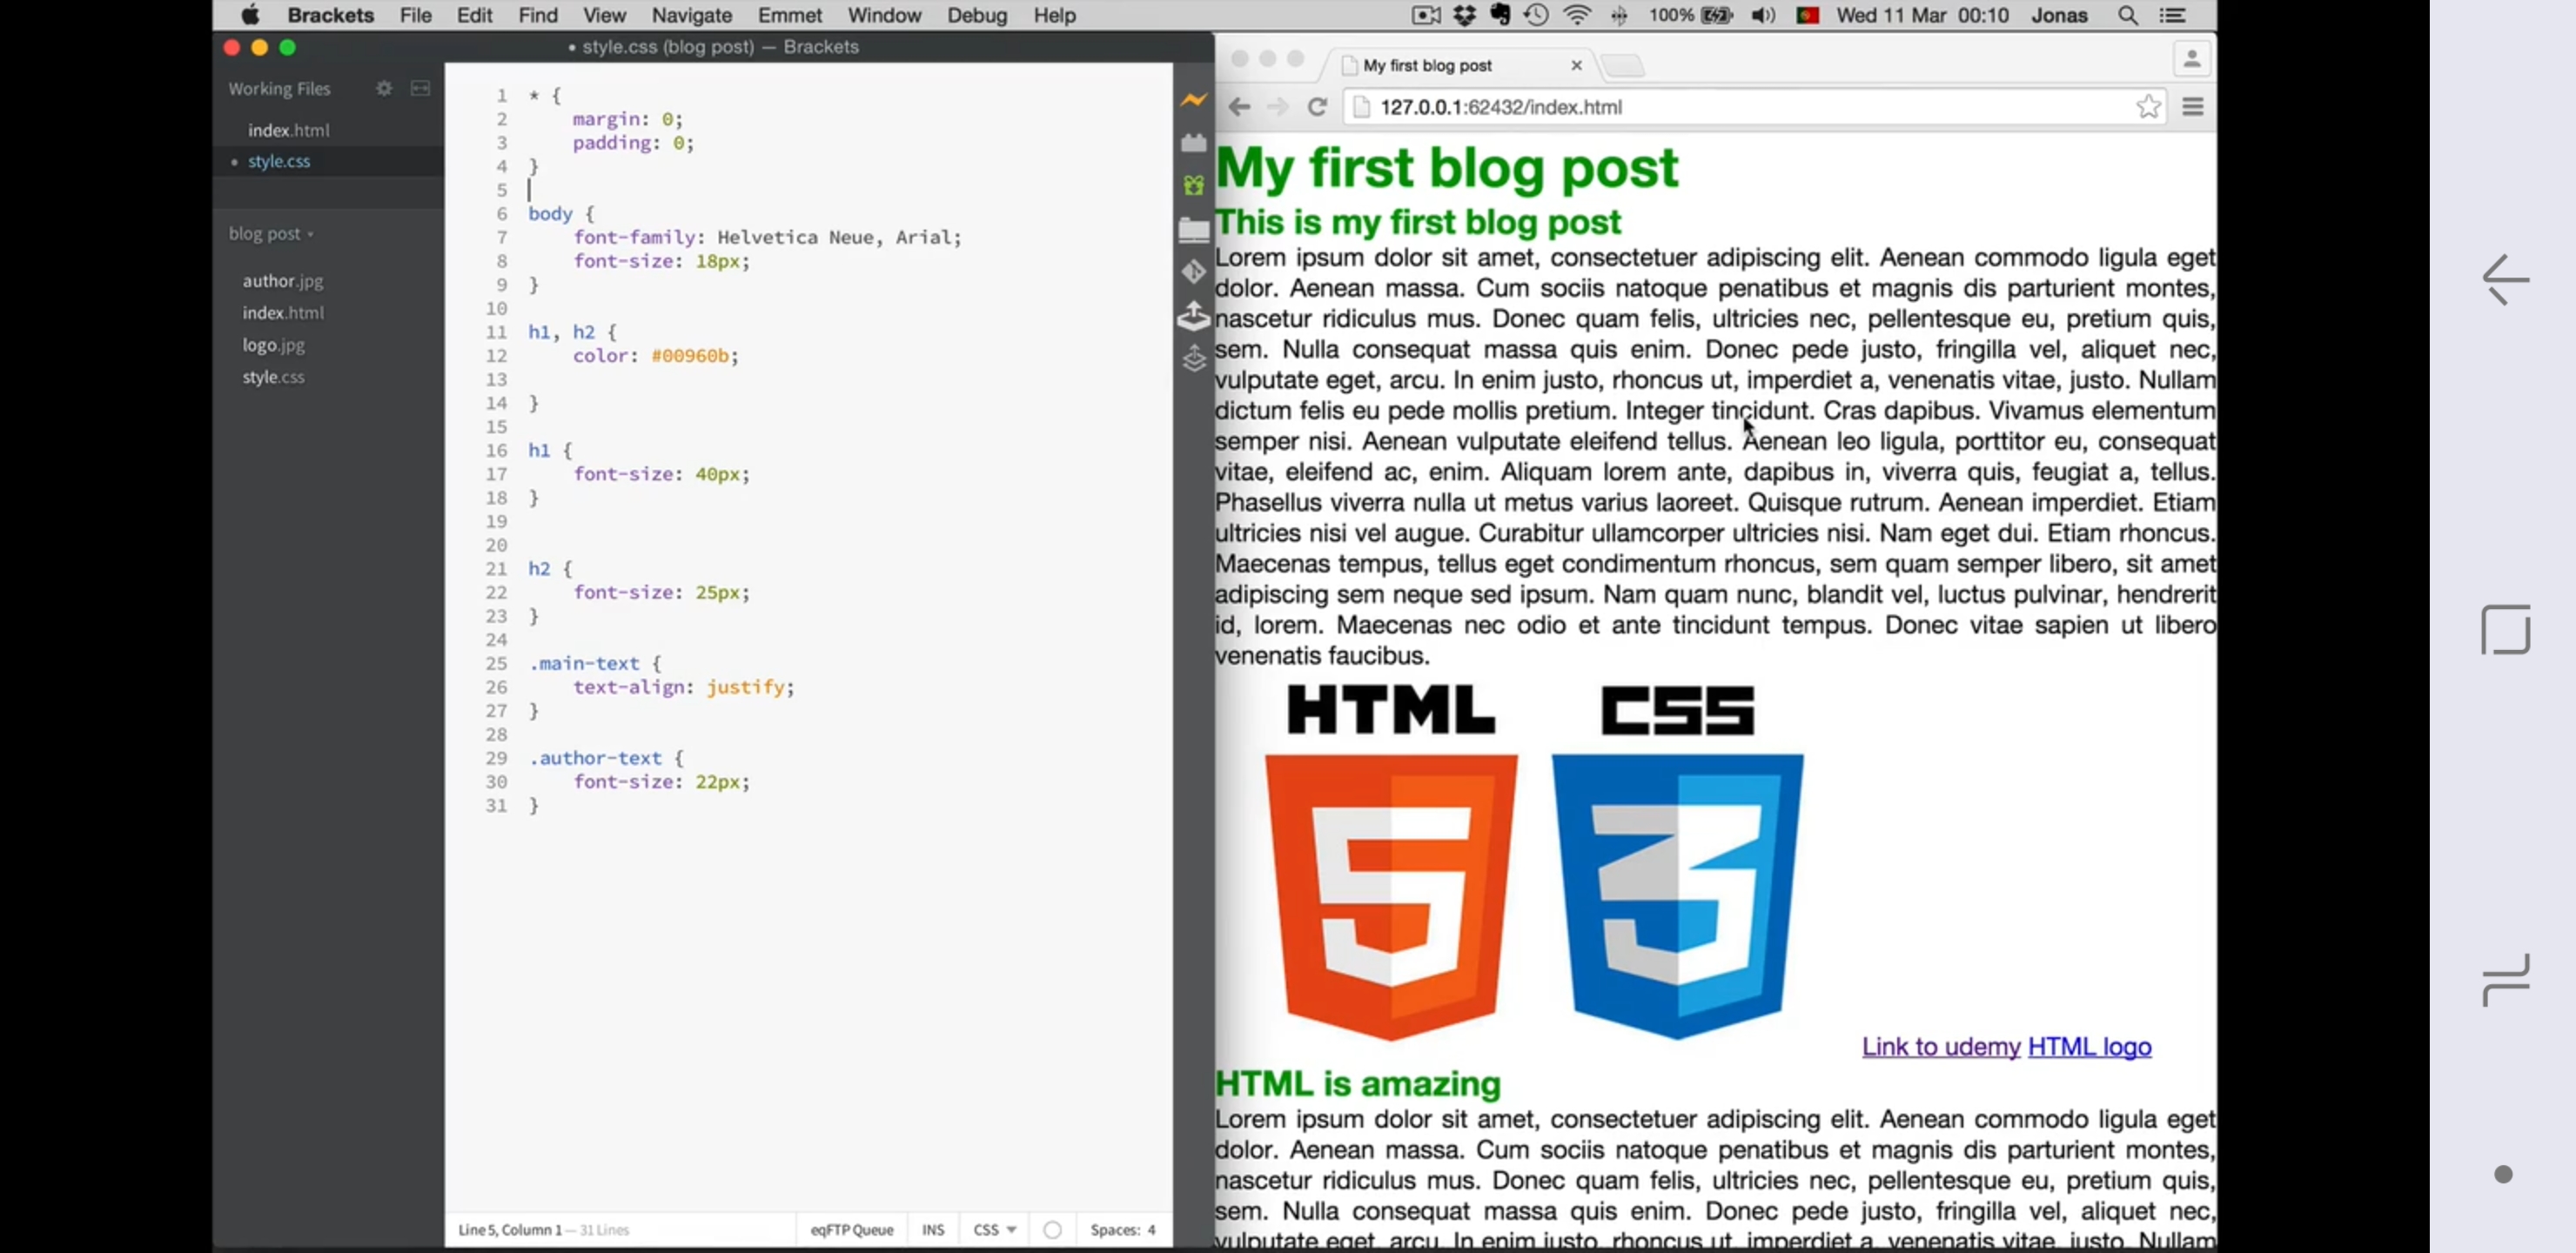 Brackets File Edit Find View Navigate Emmet Window Debug Help 100% Wed 11 Mar 00:10 Jonas
• style.css (blog post) — Brackets
Working Files
index.html
• style.css
blog post
author.jpg
index.html
logo.jpg
style.css
1 * {
2 margin: 0;
3 padding: 0;
4 }
5
6 body {
7 font-family: Helvetica Neue, Arial;
8 font-size: 18px;
9 }
10
11 h1, h2 {
12 color: #00960b;
13
14 }
15
16 h1 {
17 font-size: 40px;
18 }
19
20
21 h2 {
22 font-size: 25px;
23 }
24
25 .main-text {
26 text-align: justify;
27 }
28
29 .author-text {
30 font-size: 22px;
31 }
Line 5, Column 1 — 31 Lines eqFTP Queue INS CSS Spaces: 4
My first blog post
127.0.0.1:62432/index.html
My first blog post
This is my first blog post
Lorem ipsum dolor sit amet, consectetuer adipiscing elit. Aenean commodo ligula eget
dolor. Aenean massa. Cum sociis natoque penatibus et magnis dis parturient montes,
nascetur ridiculus mus. Donec quam felis, ultricies nec, pellentesque eu, pretium quis,
sem. Nulla consequat massa quis enim. Donec pede justo, fringilla vel, aliquet nec,
vulputate eget, arcu. In enim justo, rhoncus ut, imperdiet a, venenatis vitae, justo. Nullam
dictum felis eu pede mollis pretium. Integer tincidunt. Cras dapibus. Vivamus elementum
semper nisi. Aenean vulputate eleifend tellus. Aenean leo ligula, porttitor eu, consequat
vitae, eleifend ac, enim. Aliquam lorem ante, dapibus in, viverra quis, feugiat a, tellus.
Phasellus viverra nulla ut metus varius laoreet. Quisque rutrum. Aenean imperdiet. Etiam
ultricies nisi vel augue. Curabitur ullamcorper ultricies nisi. Nam eget dui. Etiam rhoncus.
Maecenas tempus, tellus eget condimentum rhoncus, sem quam semper libero, sit amet
adipiscing sem neque sed ipsum. Nam quam nunc, blandit vel, luctus pulvinar, hendrerit
id, lorem. Maecenas nec odio et ante tincidunt tempus. Donec vitae sapien ut libero
venenatis faucibus.
HTML CSS
5 3
Link to udemy HTML logo
HTML is amazing
Lorem ipsum dolor sit amet, consectetuer adipiscing elit. Aenean commodo ligula eget
dolor. Aenean massa. Cum sociis natoque penatibus et magnis dis parturient montes,
nascetur ridiculus mus. Donec quam felis, ultricies nec, pellentesque eu, pretium quis,
sem. Nulla consequat massa quis enim. Donec pede justo, fringilla vel, aliquet nec,
vulputate eget, arcu. In enim justo, rhoncus ut, imperdiet a, venenatis vitae, justo. Nullam